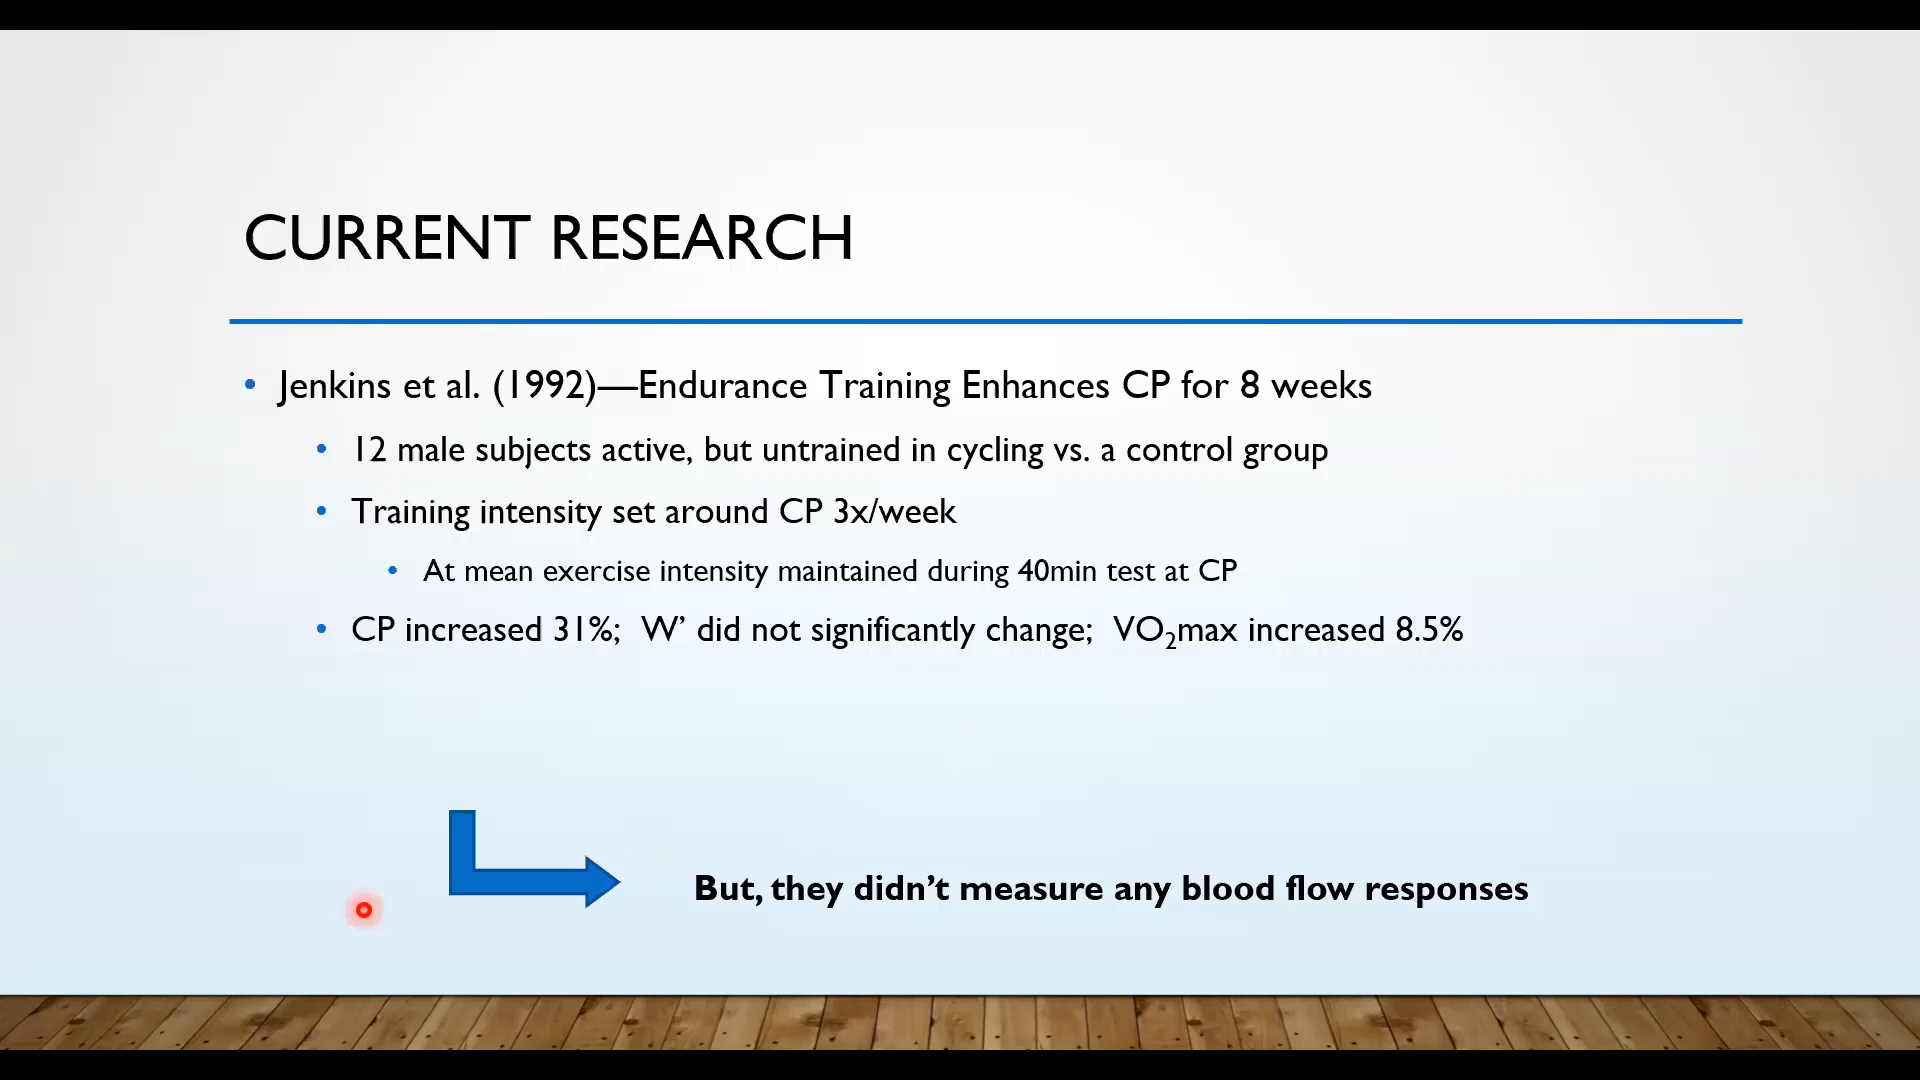 CURRENT RESEARCH
• Jenkins et al. (1992)—Endurance Training Enhances CP for 8 weeks
• 12 male subjects active, but untrained in cycling vs. a control group
• Training intensity set around CP 3x/week
• At mean exercise intensity maintained during 40min test at CP
• CP increased 31%;  W’ did not significantly change;  VO₂max increased 8.5%
But, they didn’t measure any blood flow responses